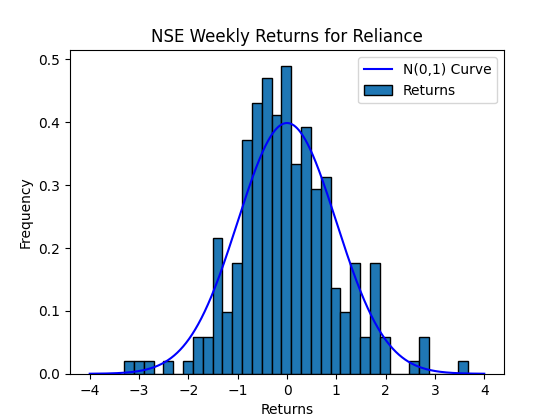 NSE Weekly Returns for Reliance
N(0,1) Curve
Returns
Frequency
0.5
0.4
0.3
0.2
0.1
0.0
−4 −3 −2 −1 0 1 2 3 4
Returns